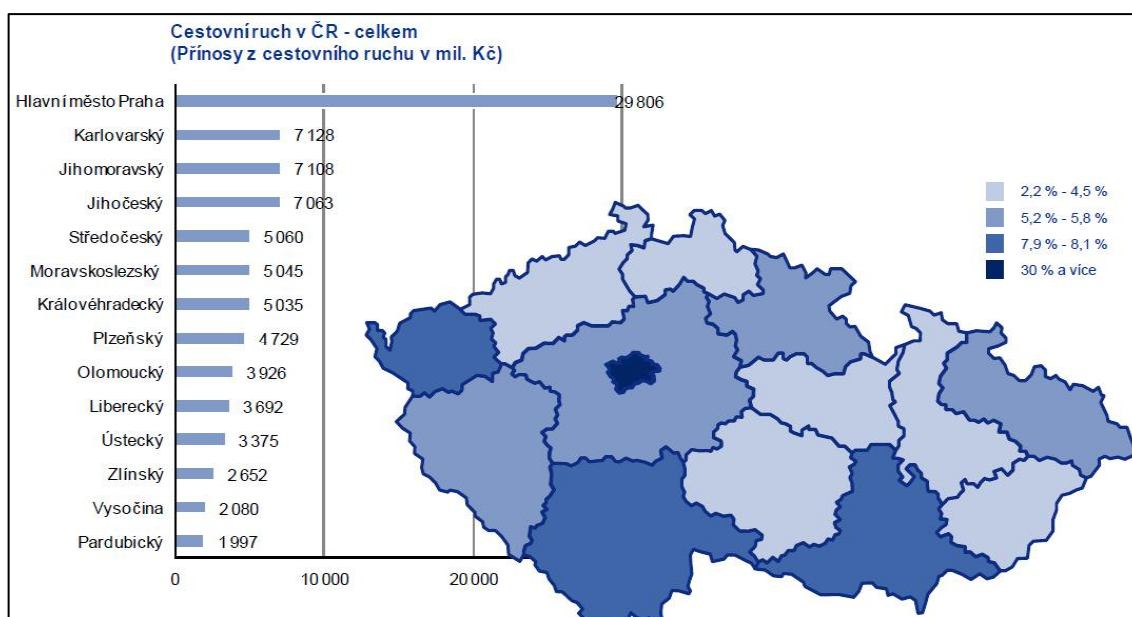 Cestovní ruch v ČR - celkem
(Přínosy z cestovního ruchu v mil. Kč)
Hlavní město Praha 29 806
Karlovarský 7 128
Jihomoravský 7 108
Jihočeský 7 063
Středočeský 5 060
Moravskoslezský 5 045
Královéhradecký 5 035
Plzeňský 4 729
Olomoucký 3 926
Liberecký 3 692
Ústecký 3 375
Zlínský 2 652
Vysočina 2 080
Pardubický 1 997
0 10 000 20 000
2,2 % - 4,5 %
5,2 % - 5,8 %
7,9 % - 8,1 %
30 % a více